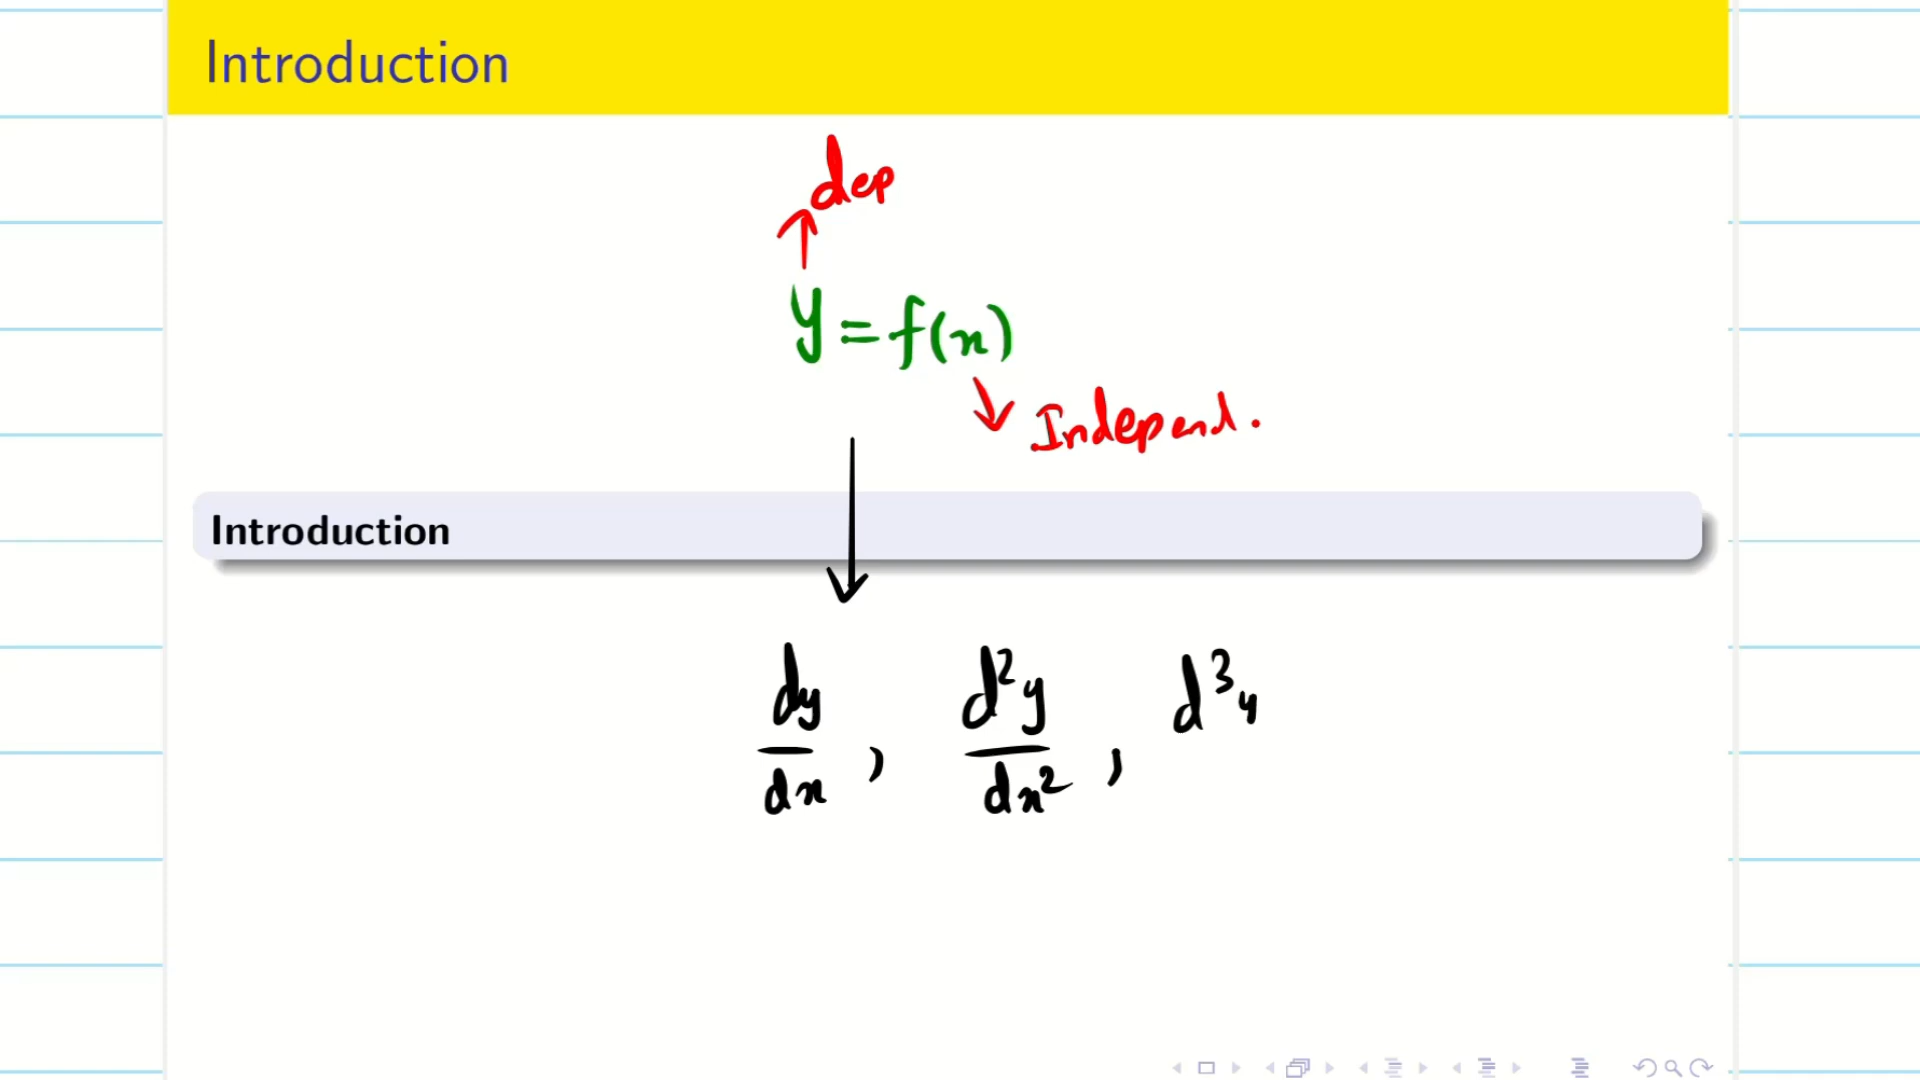 Introduction
dep
y = f(x)
Independ.
Introduction
dy/dx , d²y/dx² , d³y